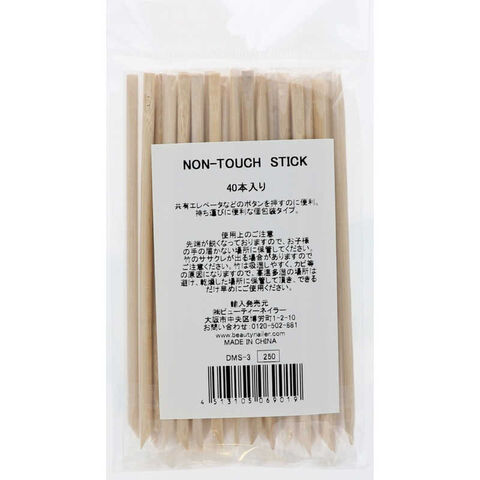 NON-TOUCH STICK
40本入り
共有エレベータなどのボタンを押すのに便利。
持ち運びに便利な個包装タイプ。
使用上のご注意
先端が鋭くなっておりますので、お子様
の手の届かない場所に保管してください。
竹のササクレが出る場合がありますので
ご注意ください。竹は吸湿しやすく、カビ等
の原因になりますので、高温多湿の場所は
避け、乾燥した場所に保管して頂き、できる
だけ早めにご使用ください。
輸入発売元
㈱ビューティーネイラー
大阪市中央区博労町1-2-10
お問い合わせ:0120-502-881
www.beautynailer.com
MADE IN CHINA
DMS-3 250
4513105069019